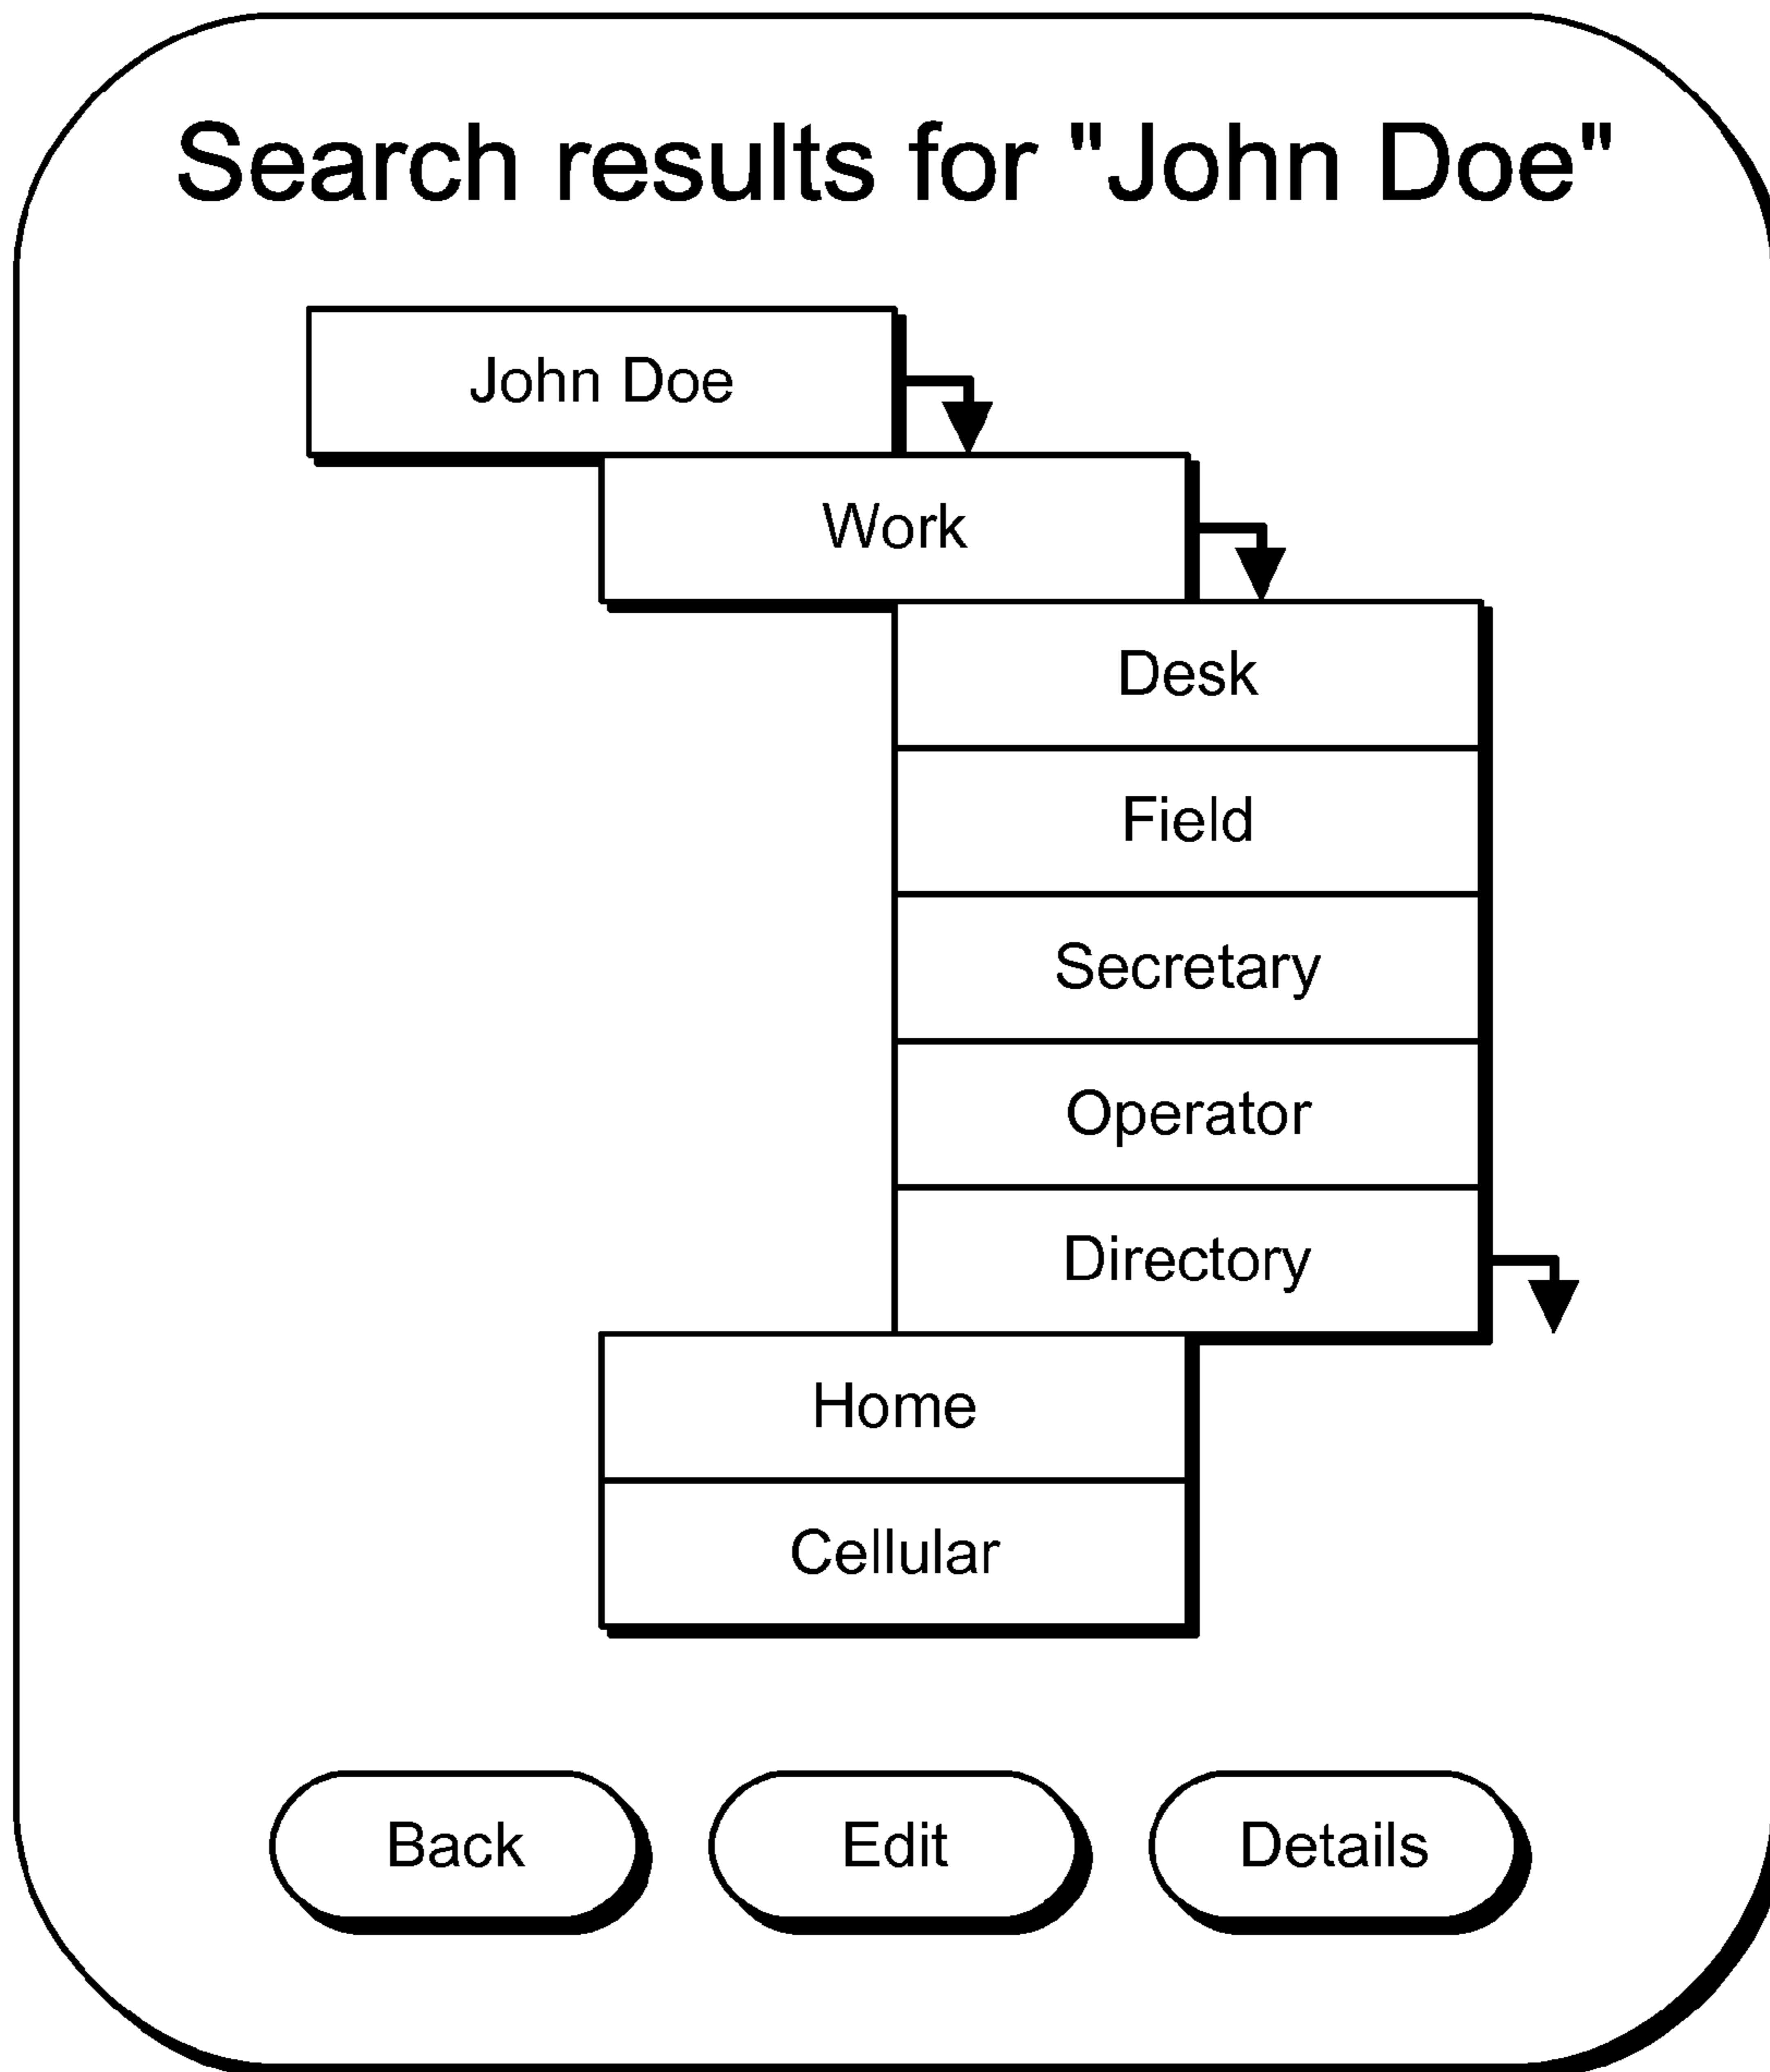 Search results for "John Doe"
John Doe
Work
Desk
Field
Secretary
Operator
Directory
Home
Cellular
Back
Edit
Details